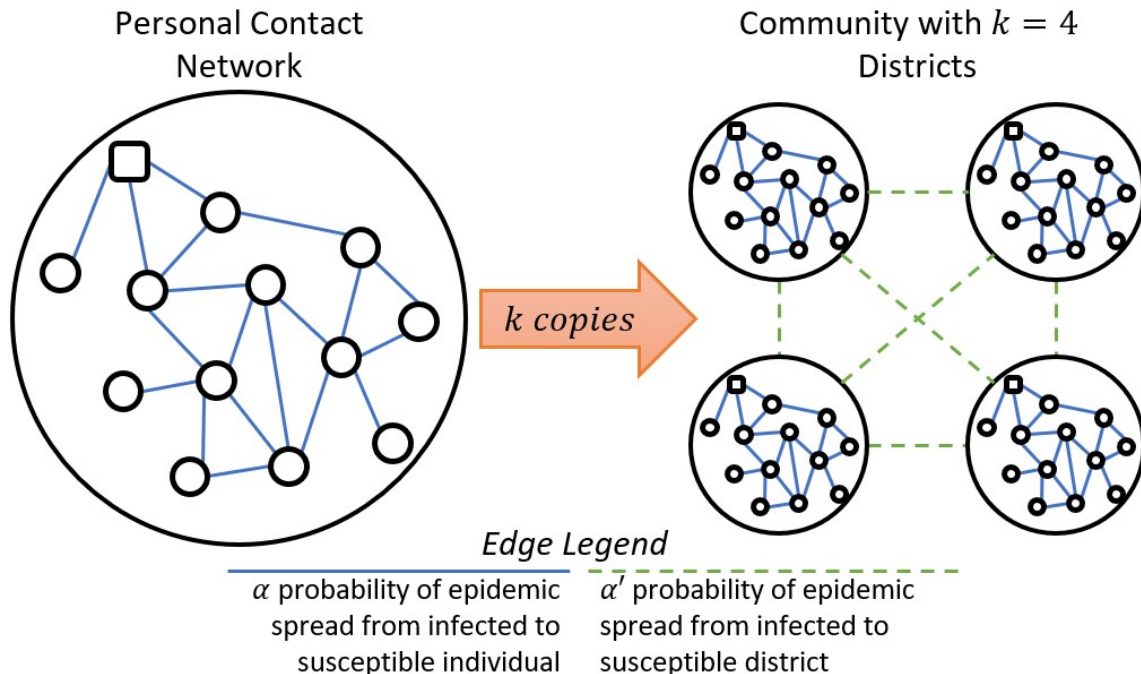 Personal Contact
Network
Community with k = 4
Districts
k copies
Edge Legend
α probability of epidemic
spread from infected to
susceptible individual
α′ probability of epidemic
spread from infected to
susceptible district